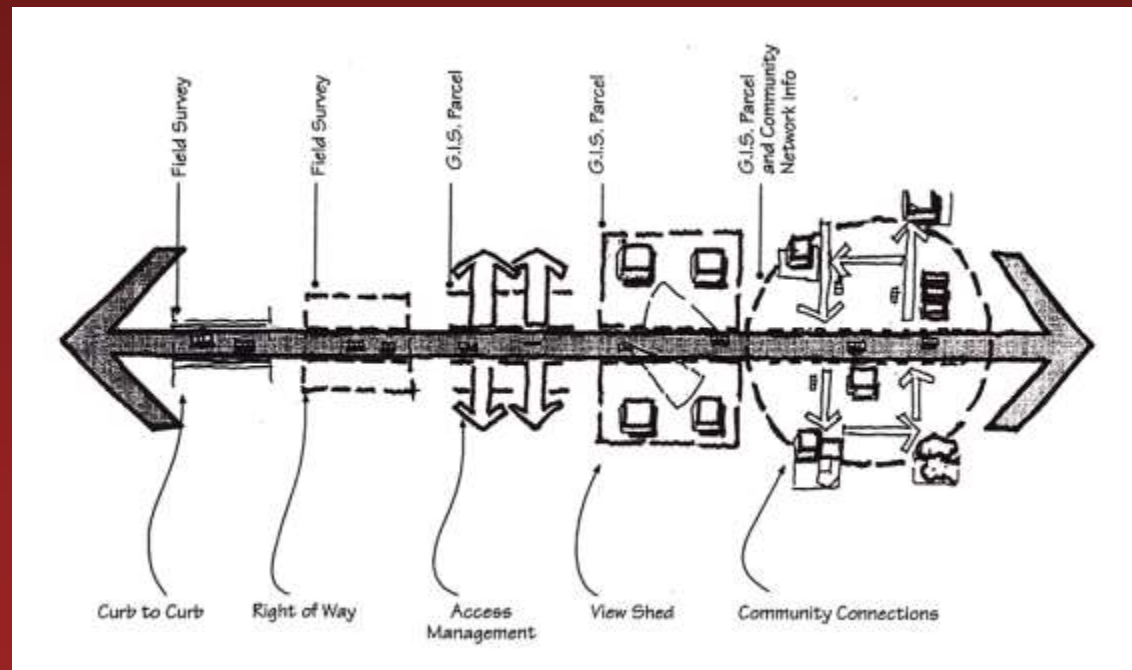 Field Survey
Field Survey
G.I.S. Parcel
G.I.S. Parcel
G.I.S. Parcel
and Community
Network Info
Curb to Curb
Right of Way
Access
Management
View Shed
Community Connections